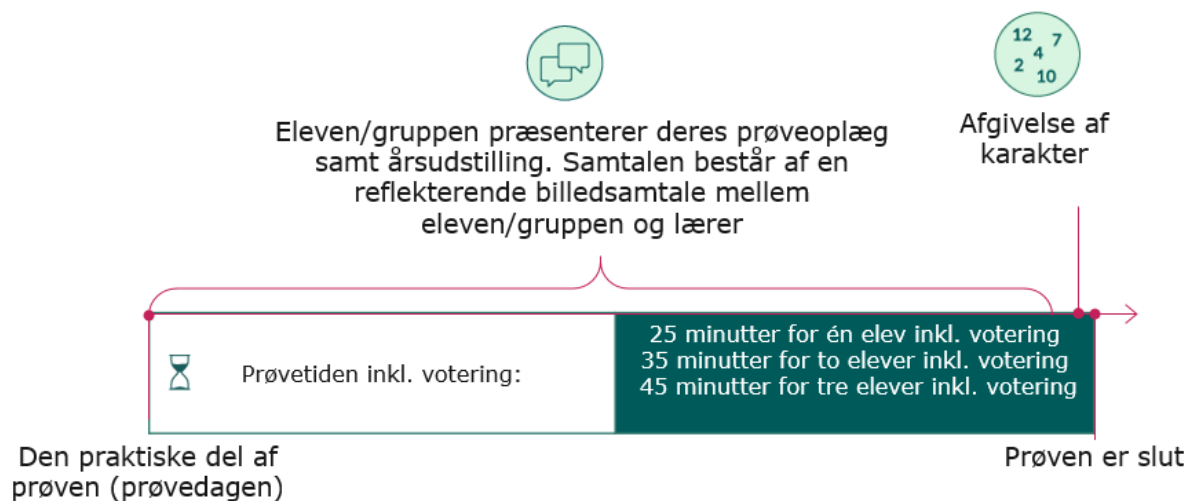 12
7
4
2
10
Eleven/gruppen præsenterer deres prøveoplæg
samt årsudstilling. Samtalen består af en
reflekterende billedsamtale mellem
eleven/gruppen og lærer
Afgivelse af
karakter
Prøvetiden inkl. votering:
25 minutter for én elev inkl. votering
35 minutter for to elever inkl. votering
45 minutter for tre elever inkl. votering
Den praktiske del af
prøven (prøvedagen)
Prøven er slut